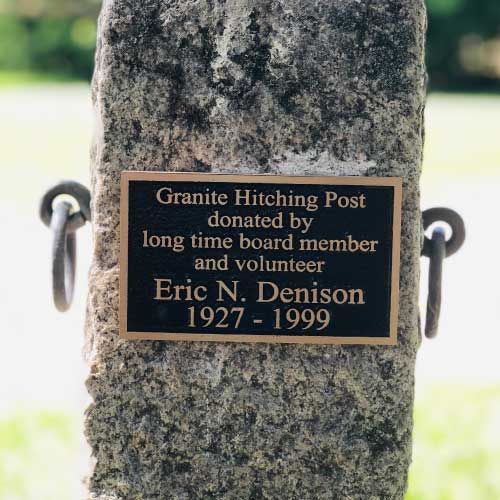 Granite Hitching Post
donated by
long time board member
and volunteer
Eric N. Denison
1927 - 1999